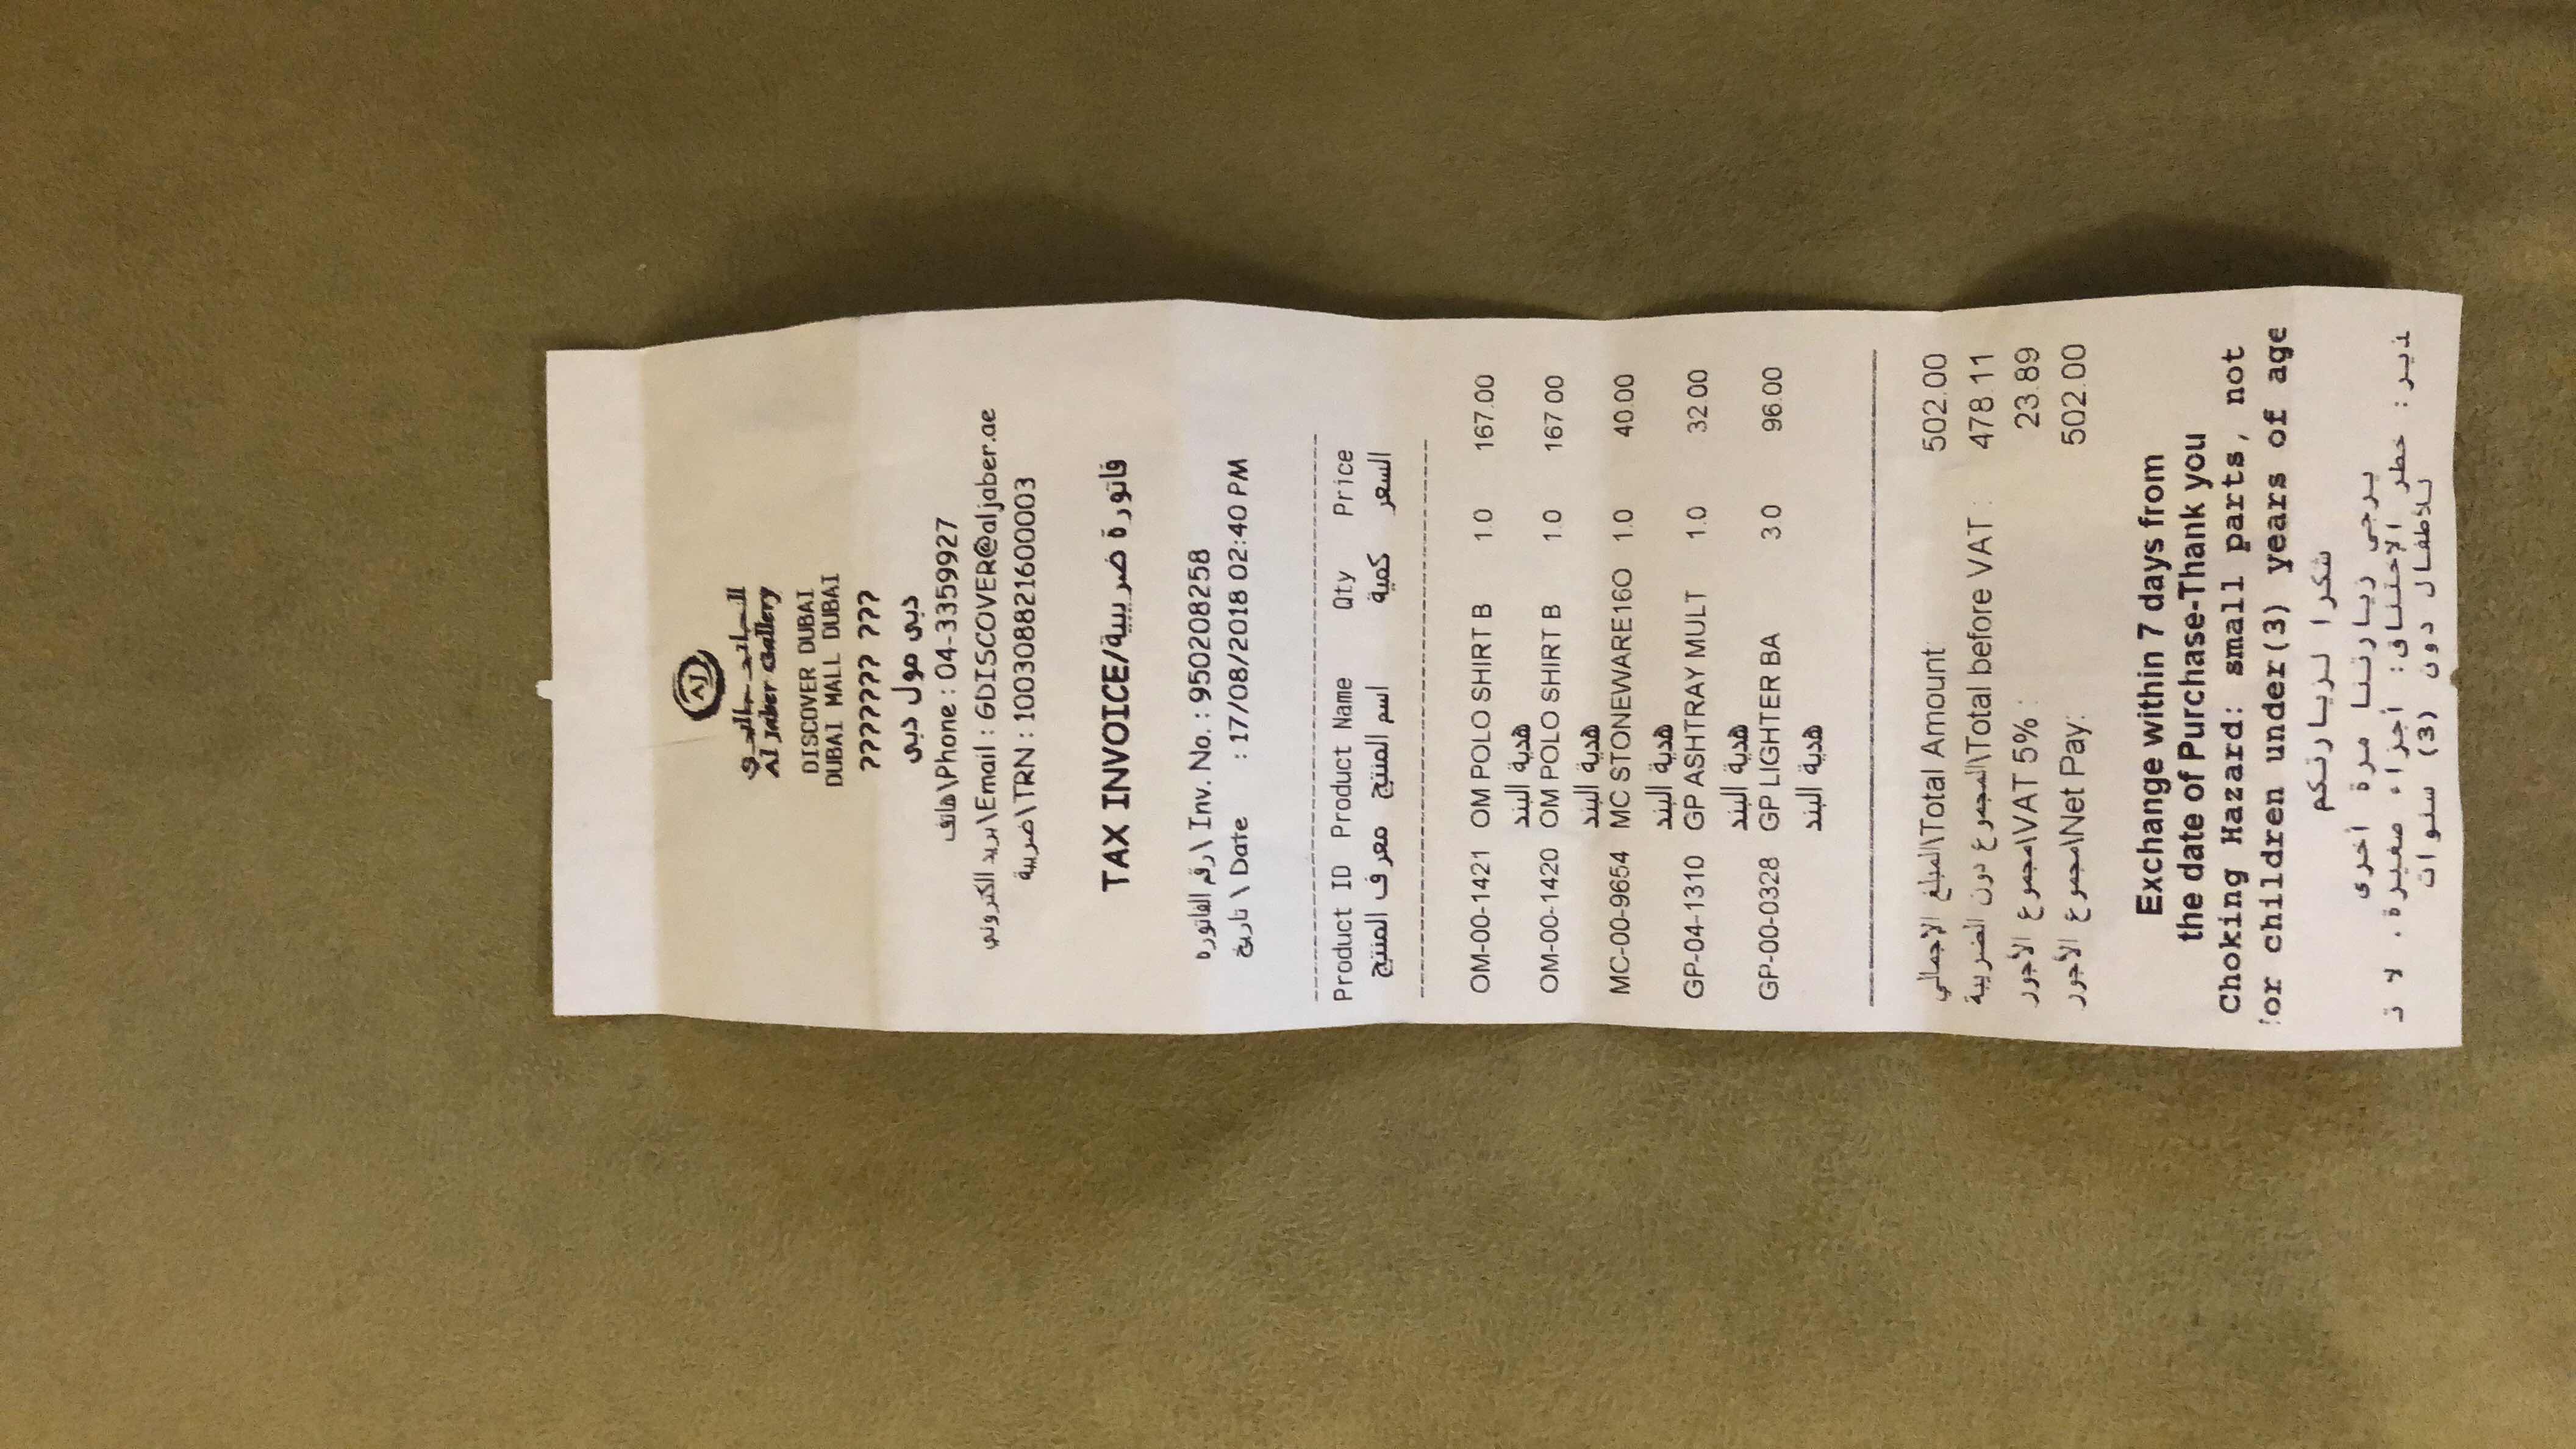 AJ
الجابر جاليري
Al Jaber Gallery
DISCOVER DUBAI
DUBAI MALL DUBAI
??????? ???
دبي مول دبي
هاتف\Phone : 04-3359927
بريد الكتروني\Email : GDISCOVER@aljaber.ae
ضريبة\TRN : 100308821600003
TAX INVOICE/فاتورة ضريبية
رقم الفاتوره\ Inv. No. : 950208258
تاريخ \ Date : 17/08/2018 02:40 PM
Product ID Product Name Qty Price
معرف المنتج اسم المنتج كمية السعر
OM-00-1421 OM POLO SHIRT B 1.0 167.00
هدية البند
OM-00-1420 OM POLO SHIRT B 1.0 167.00
هدية البند
MC-00-9654 MC STONEWARE16O 1.0 40.00
هدية البند
GP-04-1310 GP ASHTRAY MULT 1.0 32.00
هدية البند
GP-00-0328 GP LIGHTER BA 3.0 96.00
هدية البند
المبلغ الإجمالي\Total Amount 502.00
المجموع دون الضريبة\Total before VAT : 478.11
مجموع الأجور\VAT 5% : 23.89
مجموع الأجور\Net Pay: 502.00
Exchange within 7 days from
the date of Purchase-Thank you
Choking Hazard: small parts, not
for children under(3) years of age
شكرا لزيارتكم
يرجى زيارتنا مرة أخرى
ذير: خطر الإختناق: أجزاء صغيرة. لا ت
للأطفال دون (3) سنوات